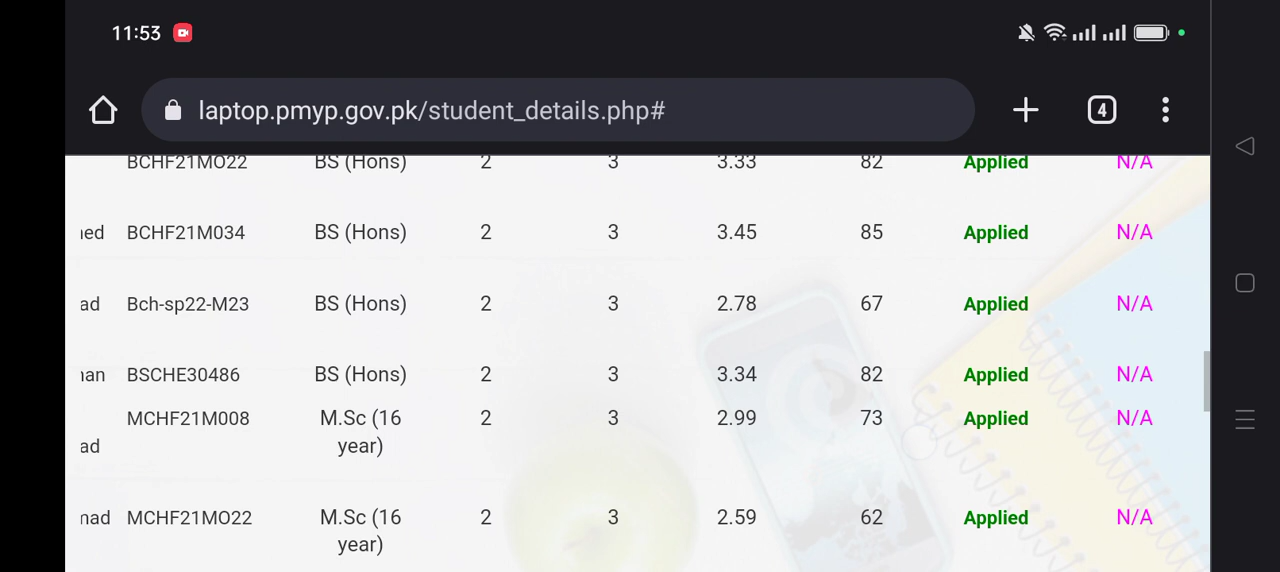 11:53
laptop.pmyp.gov.pk/student_details.php#
4
BCHF21MO22 BS (Hons) 2 3 3.33 82 Applied N/A
ned BCHF21M034 BS (Hons) 2 3 3.45 85 Applied N/A
ad Bch-sp22-M23 BS (Hons) 2 3 2.78 67 Applied N/A
nan BSCHE30486 BS (Hons) 2 3 3.34 82 Applied N/A
MCHF21M008 M.Sc (16 2 3 2.99 73 Applied N/A
ad year)
nad MCHF21MO22 M.Sc (16 2 3 2.59 62 Applied N/A
year)